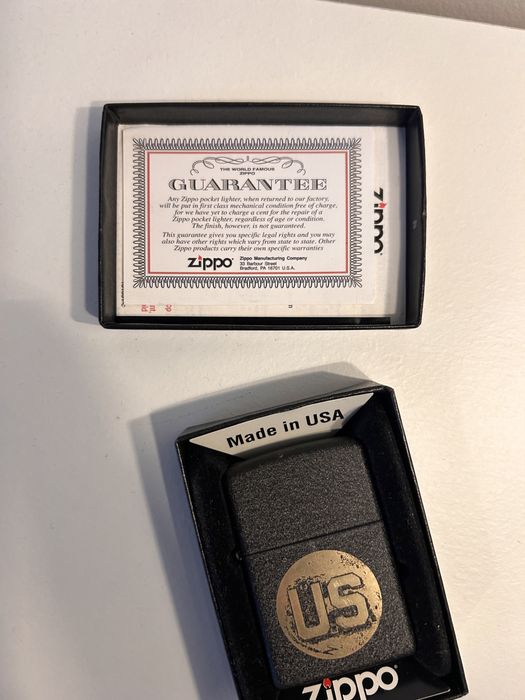 THE WORLD FAMOUS
ZIPPO
GUARANTEE
Any Zippo pocket lighter, when returned to our factory,
will be put in first class mechanical condition free of charge,
for we have yet to charge a cent for the repair of a
Zippo pocket lighter, regardless of age or condition.
The finish, however, is not guaranteed.
This guarantee gives you specific legal rights and you may
also have other rights which vary from state to state. Other
Zippo products carry their own specific warranties
zippo
Zippo Manufacturing Company
33 Barbour Street
Bradford, PA 16701 U.S.A.
zippo
Made in USA
US
zippo